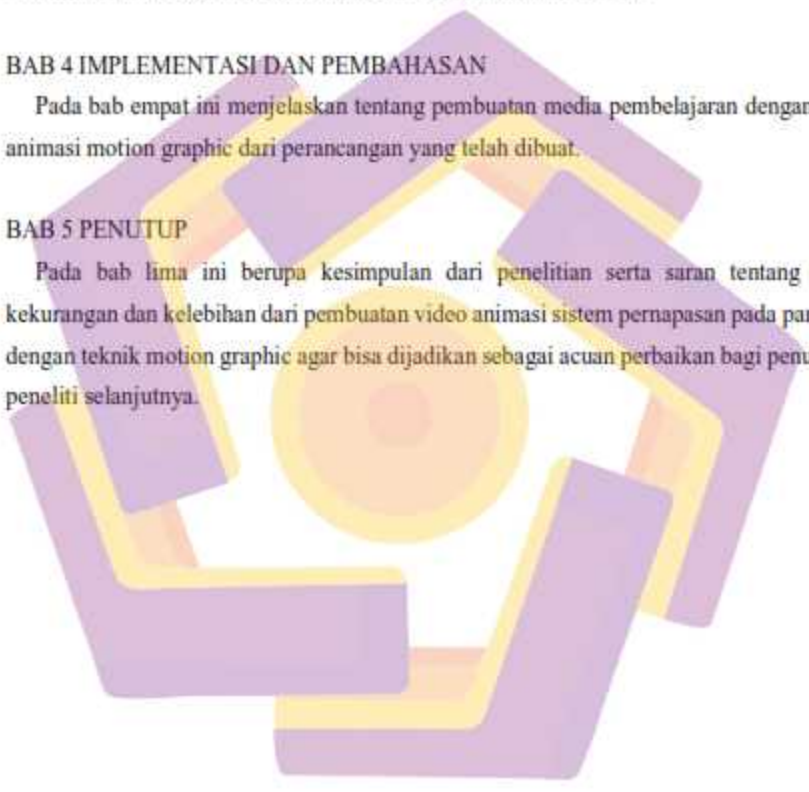 BAB 4 IMPLEMENTASI DAN PEMBAHASAN
Pada bab empat ini menjelaskan tentang pembuatan media pembelajaran dengan
animasi motion graphic dari perancangan yang telah dibuat.
BAB 5 PENUTUP
Pada bab lima ini berupa kesimpulan dari penelitian serta saran tentang
kekurangan dan kelebihan dari pembuatan video animasi sistem pernapasan pada
dengan teknik motion graphic agar bisa dijadikan sebagai acuan perbaikan bagi
peneliti selanjutnya.